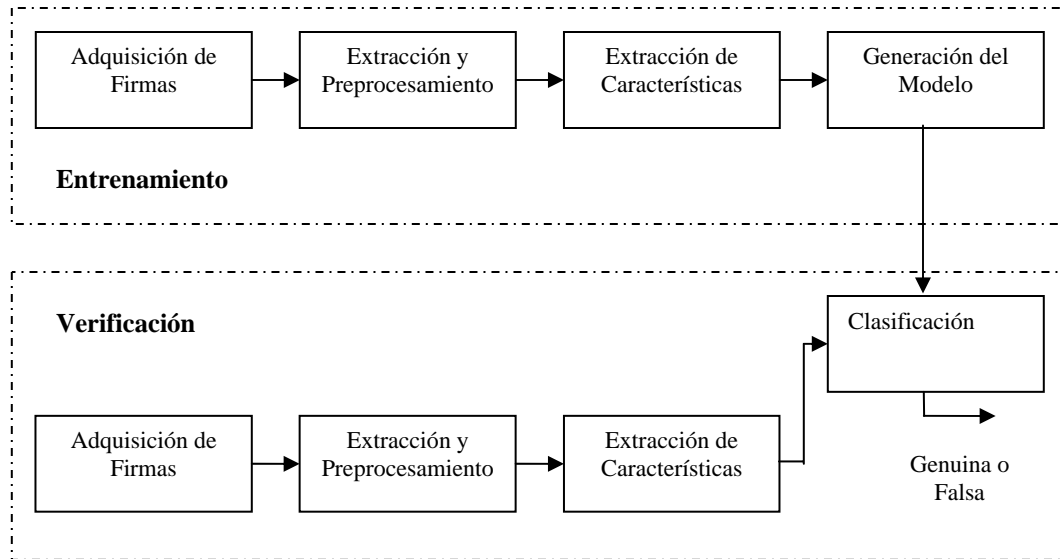 Adquisición de
Firmas
Extracción y
Preprocesamiento
Extracción de
Características
Generación del
Modelo
Entrenamiento
Verificación
Clasificación
Adquisición de
Firmas
Extracción y
Preprocesamiento
Extracción de
Características
Genuina o
Falsa